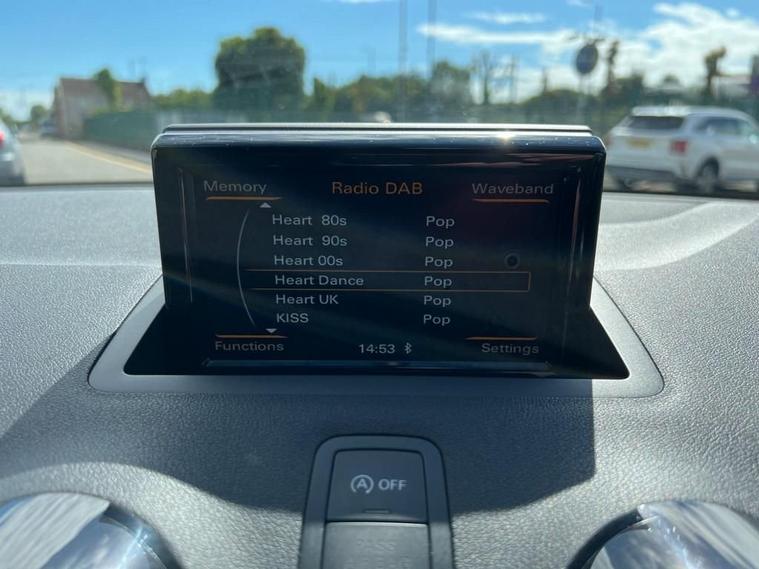 Memory Radio DAB Waveband
Heart 80s Pop
Heart 90s Pop
Heart 00s Pop
Heart Dance Pop
Heart UK Pop
KISS Pop
Functions 14:53 Settings
A OFF